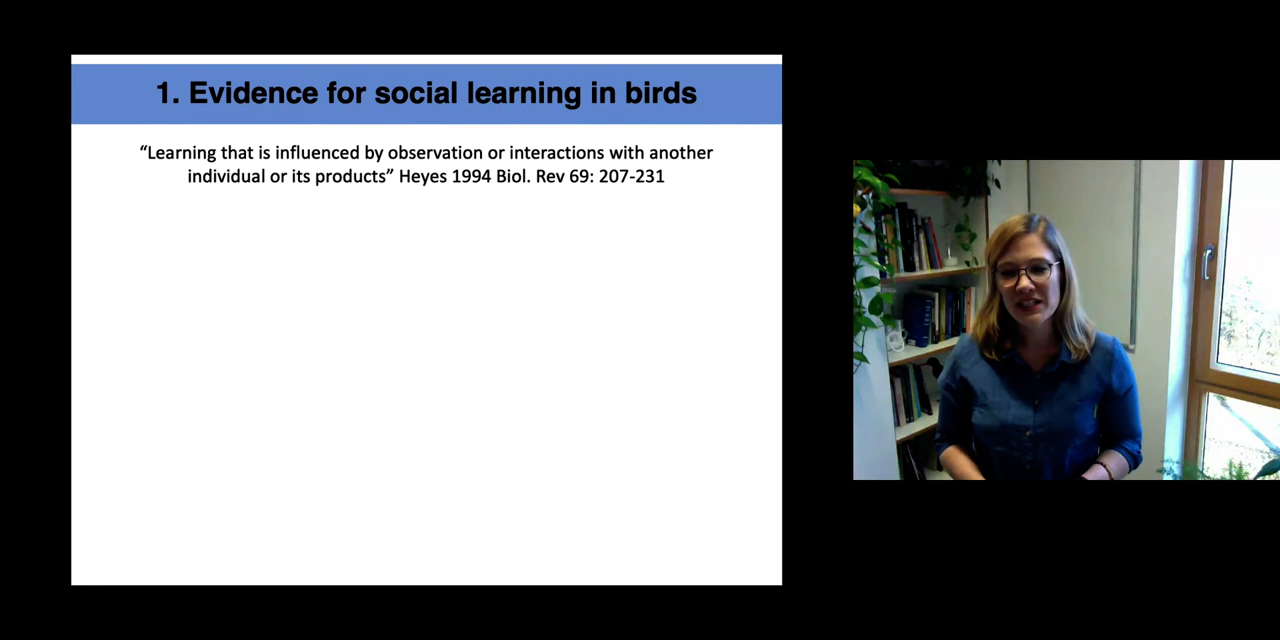 1. Evidence for social learning in birds
“Learning that is influenced by observation or interactions with another
individual or its products” Heyes 1994 Biol. Rev 69: 207-231